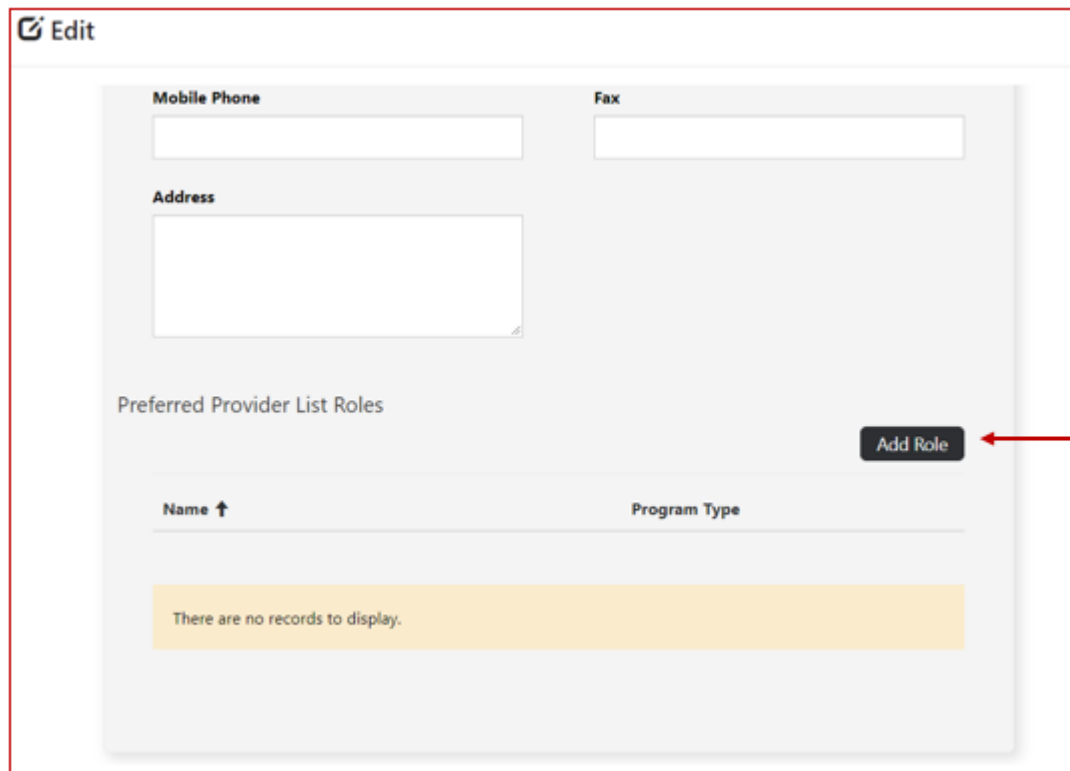 Edit
Mobile Phone Fax
Address
Preferred Provider List Roles
Add Role
Name ↑ Program Type
There are no records to display.